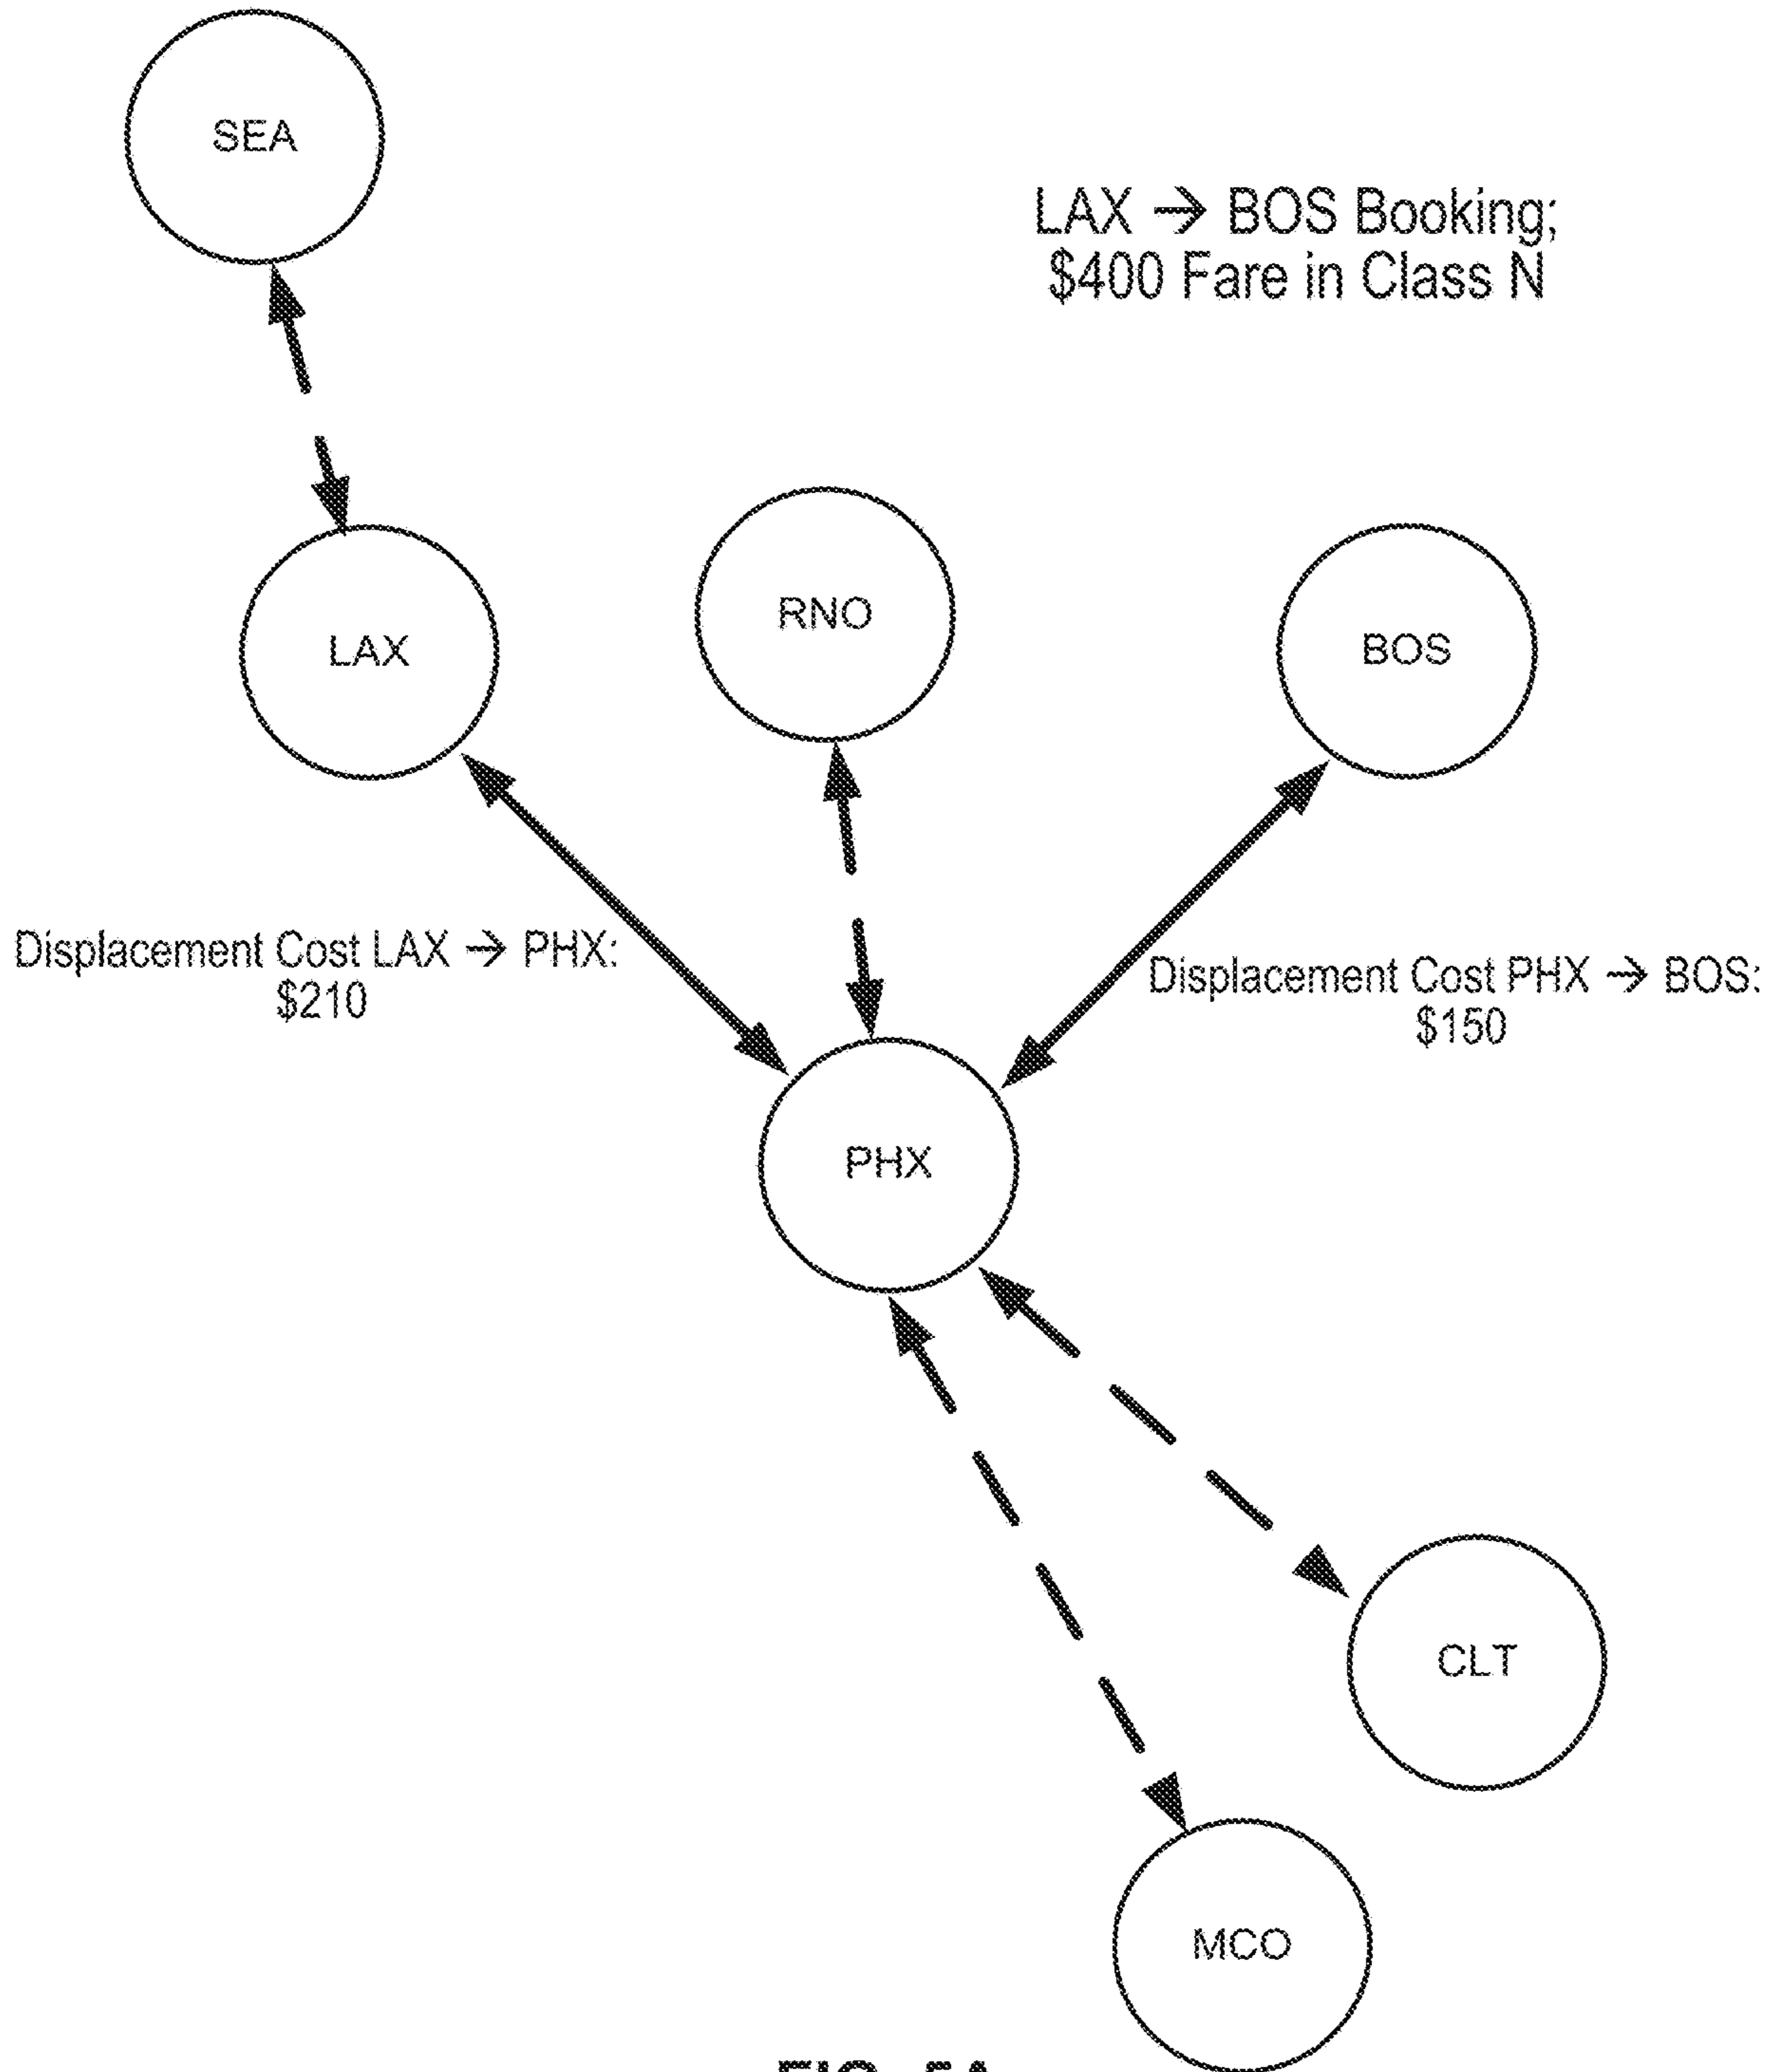 SEA
LAX → BOS Booking;
$400 Fare in Class N
LAX
RNO
BOS
Displacement Cost LAX → PHX:
$210
Displacement Cost PHX → BOS:
$150
PHX
CLT
MCO